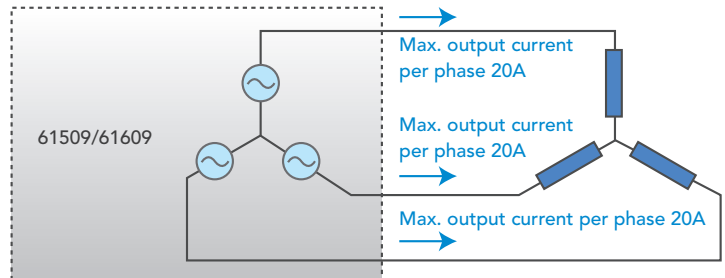 Max. output current
per phase 20A
61509/61609
Max. output current
per phase 20A
Max. output current per phase 20A